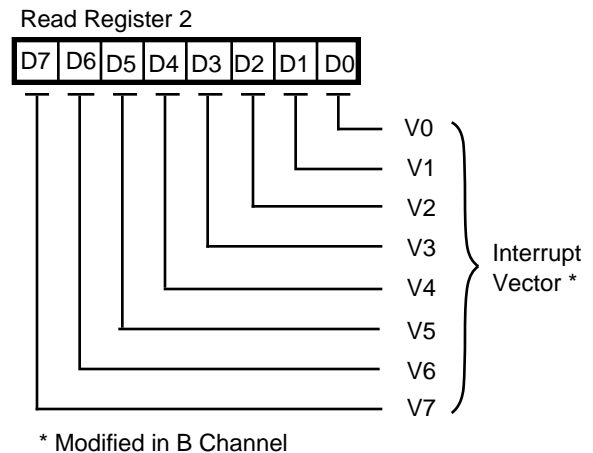 Read Register 2
D7 D6 D5 D4 D3 D2 D1 D0
V0
V1
V2
V3
Interrupt
Vector *
V4
V5
V6
V7
* Modified in B Channel